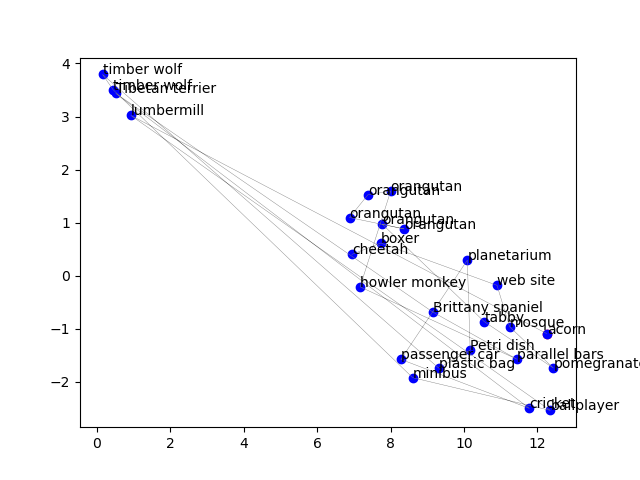 4
timber wolf
timber wolf
Tibetan terrier
lumbermill
3
2
orangutan
orangutan
orangutan
1
orangutan
orangutan
boxer
cheetah
planetarium
0
howler monkey
web site
Brittany spaniel
tabby
mosque
−1
acorn
Petri dish
passenger car
parallel bars
plastic bag
pomegranate
minibus
−2
cricket
ballplayer
0
2
4
6
8
10
12